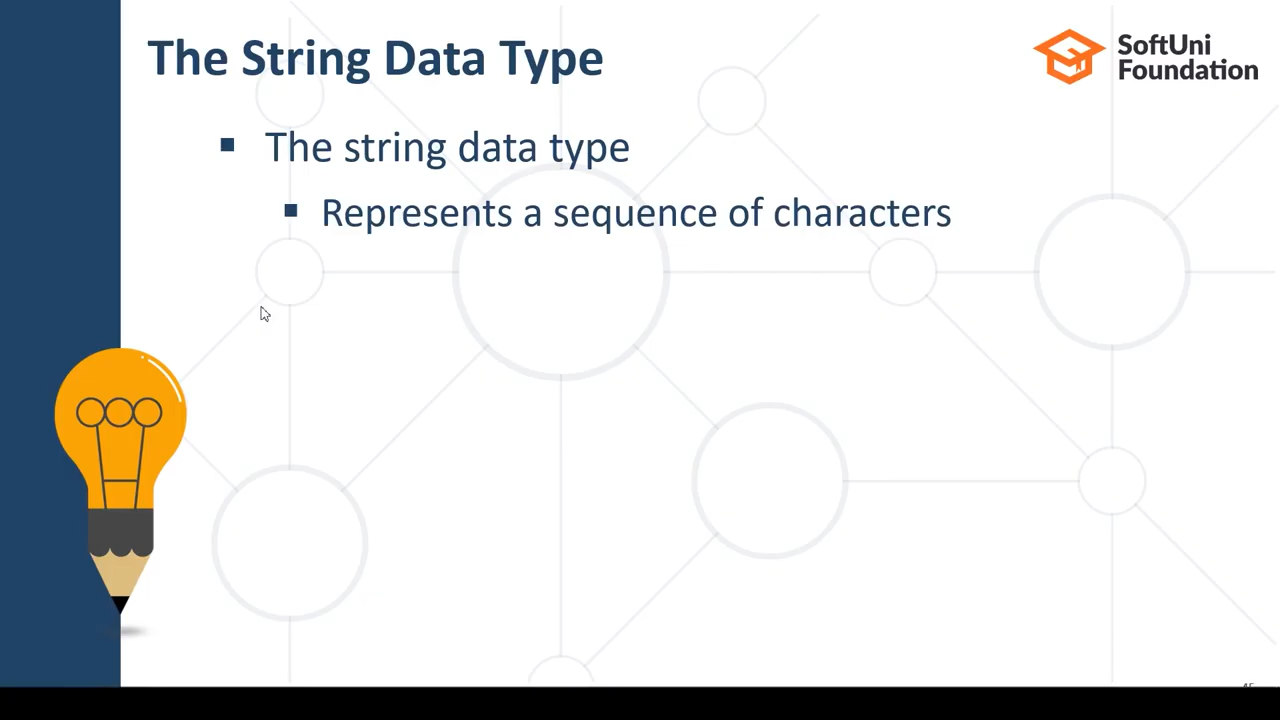 The String Data Type
SoftUni
Foundation
The string data type
Represents a sequence of characters